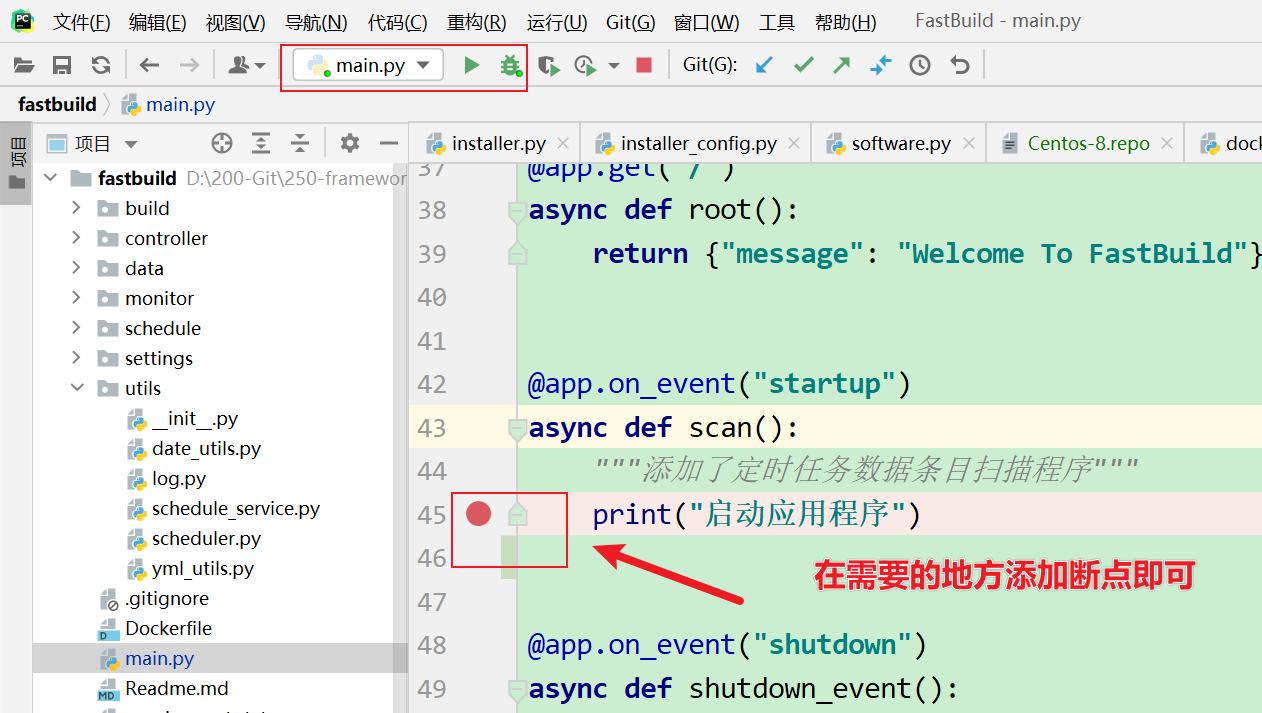 PC 文件(F) 编辑(E) 视图(V) 导航(N) 代码(C) 重构(R) 运行(U) Git(G) 窗口(W) 工具 帮助(H) FastBuild - main.py
main.py Git(G):
fastbuild main.py
项目
项目
installer.py installer_config.py software.py Centos-8.repo dock
fastbuild D:\200-Git\250-framewor
build
controller
data
monitor
schedule
settings
utils
__init__.py
date_utils.py
log.py
schedule_service.py
scheduler.py
yml_utils.py
.gitignore
Dockerfile
main.py
Readme.md
37 @app.get("/")
38 async def root():
39 return {"message": "Welcome To FastBuild"}
40
41
42 @app.on_event("startup")
43 async def scan():
44 """添加了定时任务数据条目扫描程序"""
45 print("启动应用程序")
46
在需要的地方添加断点即可
47
48 @app.on_event("shutdown")
49 async def shutdown_event():